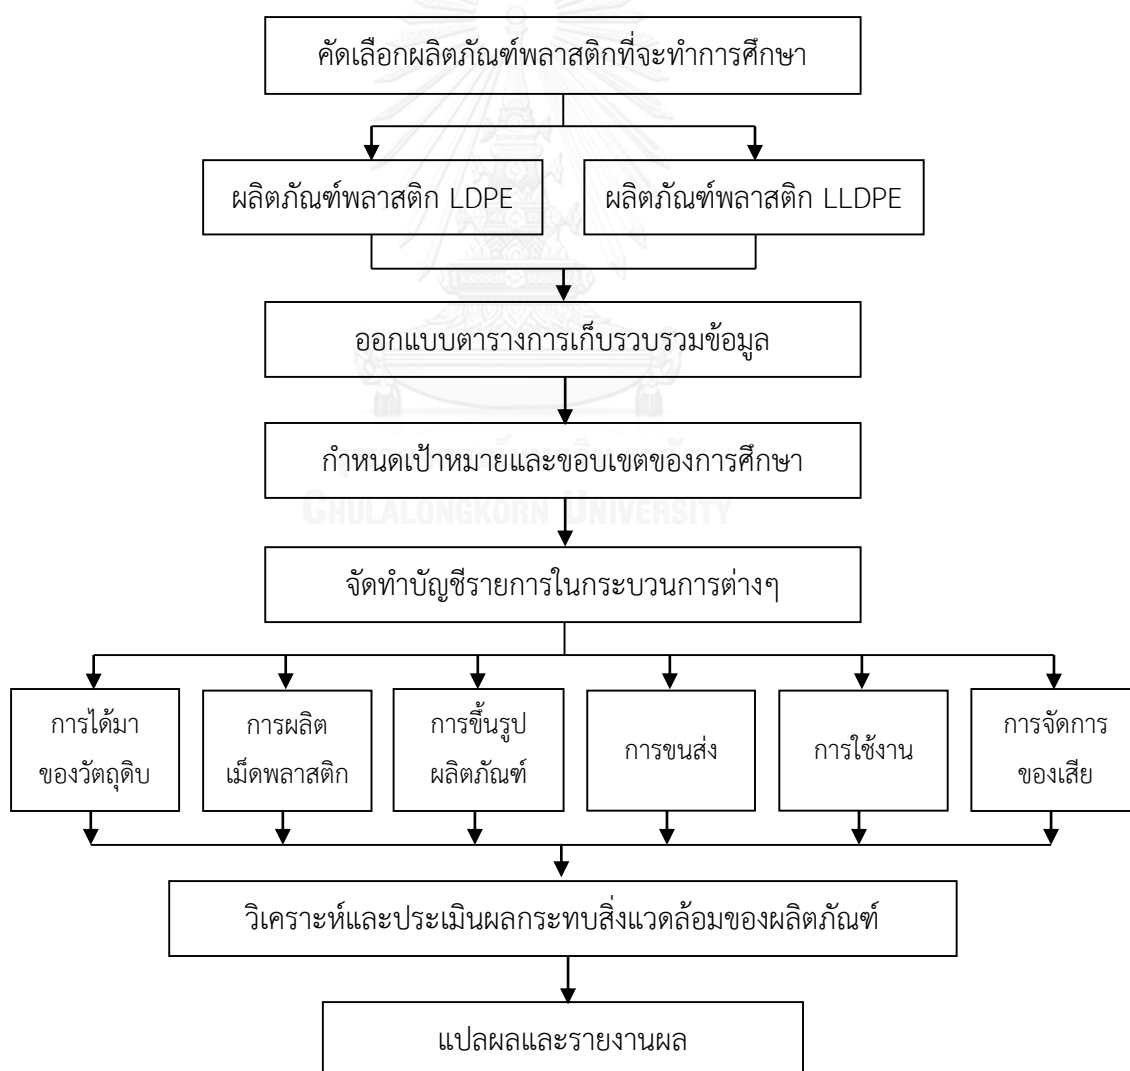 คัดเลือกผลิตภัณฑ์พลาสติกที่จะทำการศึกษา
ผลิตภัณฑ์พลาสติก LDPE
ผลิตภัณฑ์พลาสติก LLDPE
ออกแบบตารางการเก็บรวบรวมข้อมูล
กำหนดเป้าหมายและขอบเขตของการศึกษา
CHULALONGKORN UNIVERSITY
จัดทำบัญชีรายการในกระบวนการต่างๆ
การได้มา
ของวัตถุดิบ
การผลิต
เม็ดพลาสติก
การขึ้นรูป
ผลิตภัณฑ์
การขนส่ง
การใช้งาน
การจัดการ
ของเสีย
วิเคราะห์และประเมินผลกระทบสิ่งแวดล้อมของผลิตภัณฑ์
แปลผลและรายงานผล